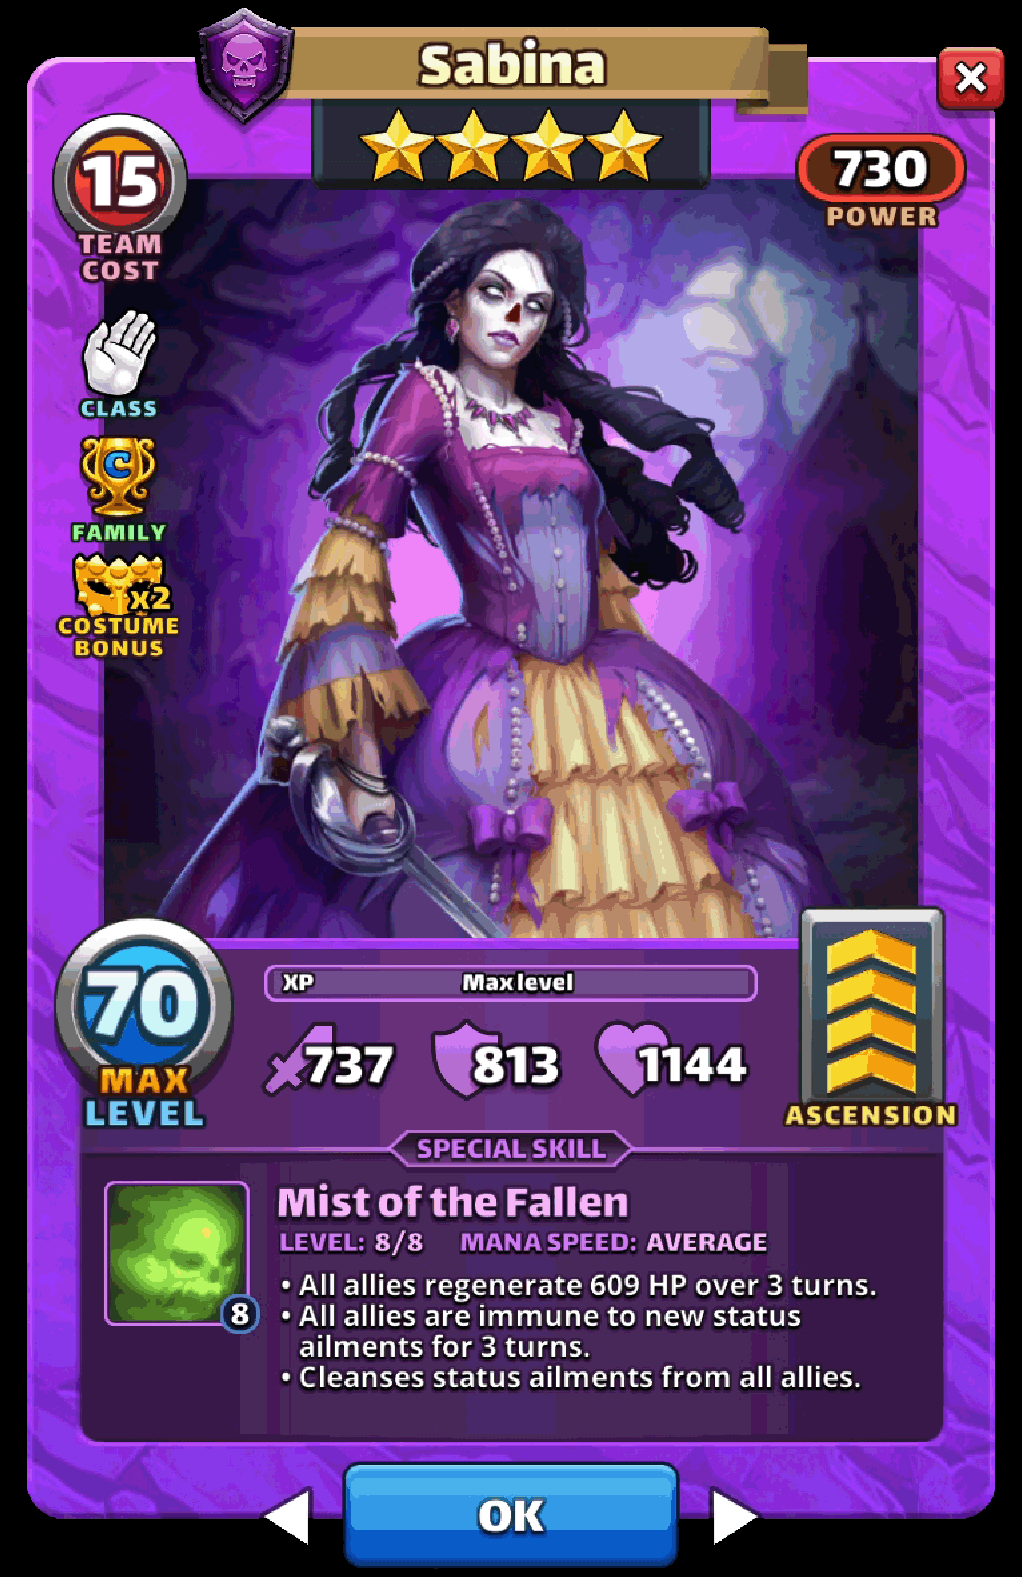 Sabina
15
TEAM
COST
730
POWER
CLASS
C
FAMILY
x2
COSTUME
BONUS
70
MAX
LEVEL
XP Max level
737 813 1144
ASCENSION
SPECIAL SKILL
Mist of the Fallen
LEVEL: 8/8 MANA SPEED: AVERAGE
8
• All allies regenerate 609 HP over 3 turns.
• All allies are immune to new status
ailments for 3 turns.
• Cleanses status ailments from all allies.
OK